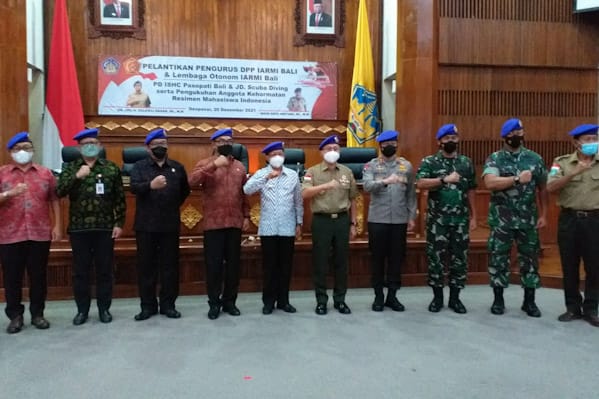 PELANTIKAN PENGURUS DPP IARMI BALI
& Lembaga Otonom IARMI Bali
PD ISHC Pasopati Bali & JD. Scuba Diving
serta Pengukuhan Anggota Kehormatan
Resimen Mahasiswa Indonesia
Denpasar, 20 Desember 2021